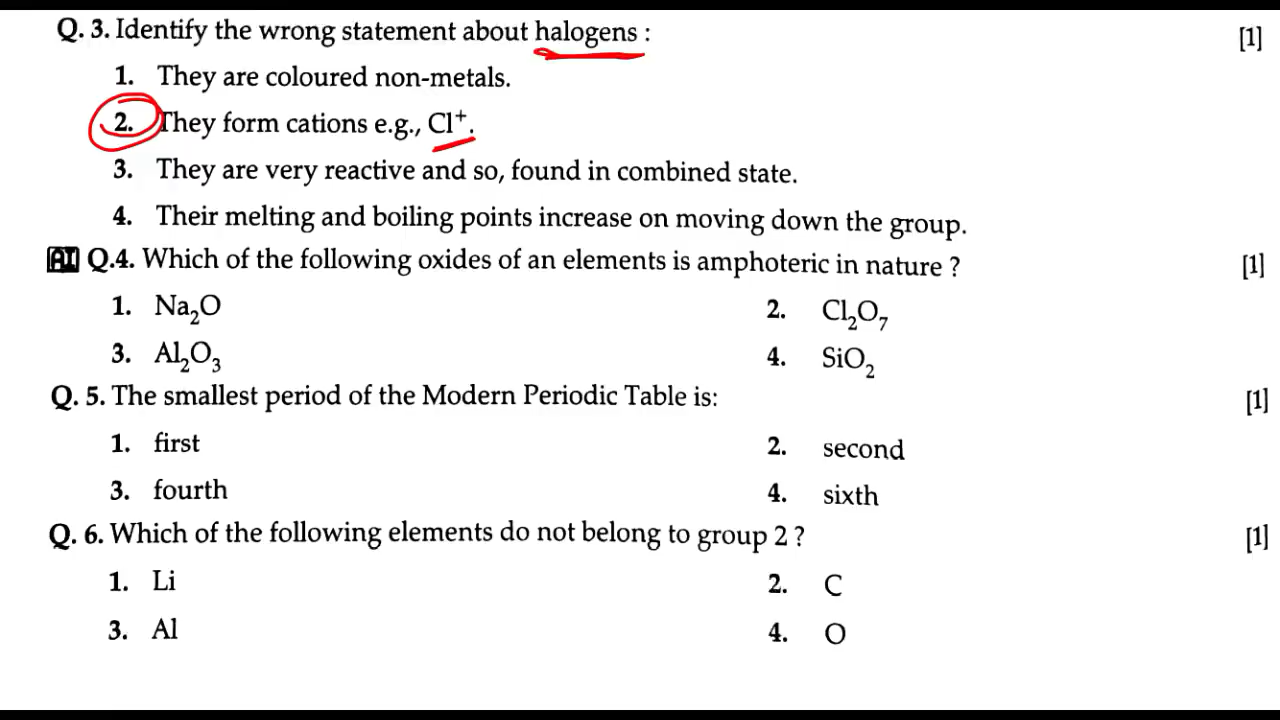 Q. 3. Identify the wrong statement about halogens : [1]
1. They are coloured non-metals.
2. They form cations e.g., Cl⁺.
3. They are very reactive and so, found in combined state.
4. Their melting and boiling points increase on moving down the group.
AI Q.4. Which of the following oxides of an elements is amphoteric in nature ? [1]
1. Na₂O 2. Cl₂O₇
3. Al₂O₃ 4. SiO₂
Q. 5. The smallest period of the Modern Periodic Table is: [1]
1. first 2. second
3. fourth 4. sixth
Q. 6. Which of the following elements do not belong to group 2 ? [1]
1. Li 2. C
3. Al 4. O